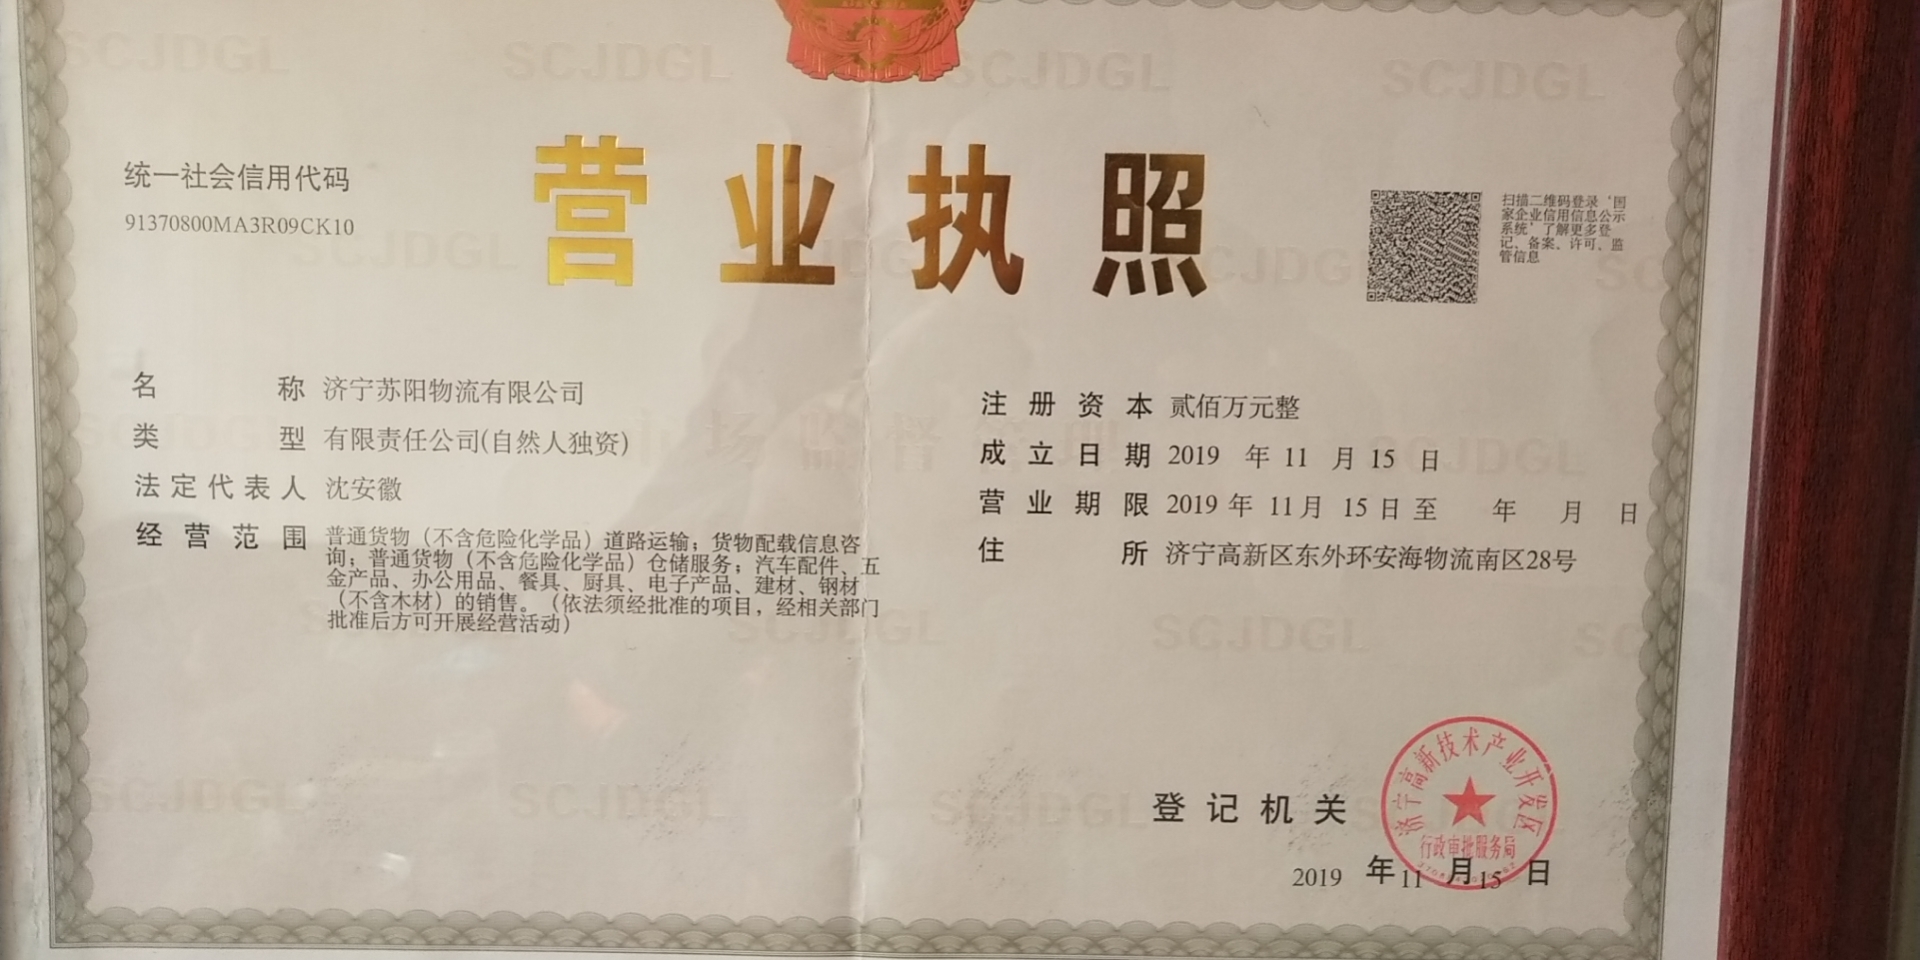 营业执照
统一社会信用代码
91370800MA3R09CK10
扫描二维码登录‘国
家企业信用信息公示
系统’了解更多登
记、备案、许可、监
管信息
名称 济宁苏阳物流有限公司
类型 有限责任公司(自然人独资)
法定代表人 沈安徽
经营范围 普通货物（不含危险化学品）道路运输；货物配载信息咨
询；普通货物（不含危险化学品）仓储服务；汽车配件、五
金产品、办公用品、餐具、厨具、电子产品、建材、钢材
（不含木材）的销售。（依法须经批准的项目，经相关部门
批准后方可开展经营活动）
注册资本 贰佰万元整
成立日期 2019 年 11 月 15 日
营业期限 2019 年 11 月 15 日 至 年 月 日
住所 济宁高新区东外环安海物流南区28号
登记机关
济宁高新技术产业开发区
行政审批服务局
2019 年 11 月 15 日
SCJDGL